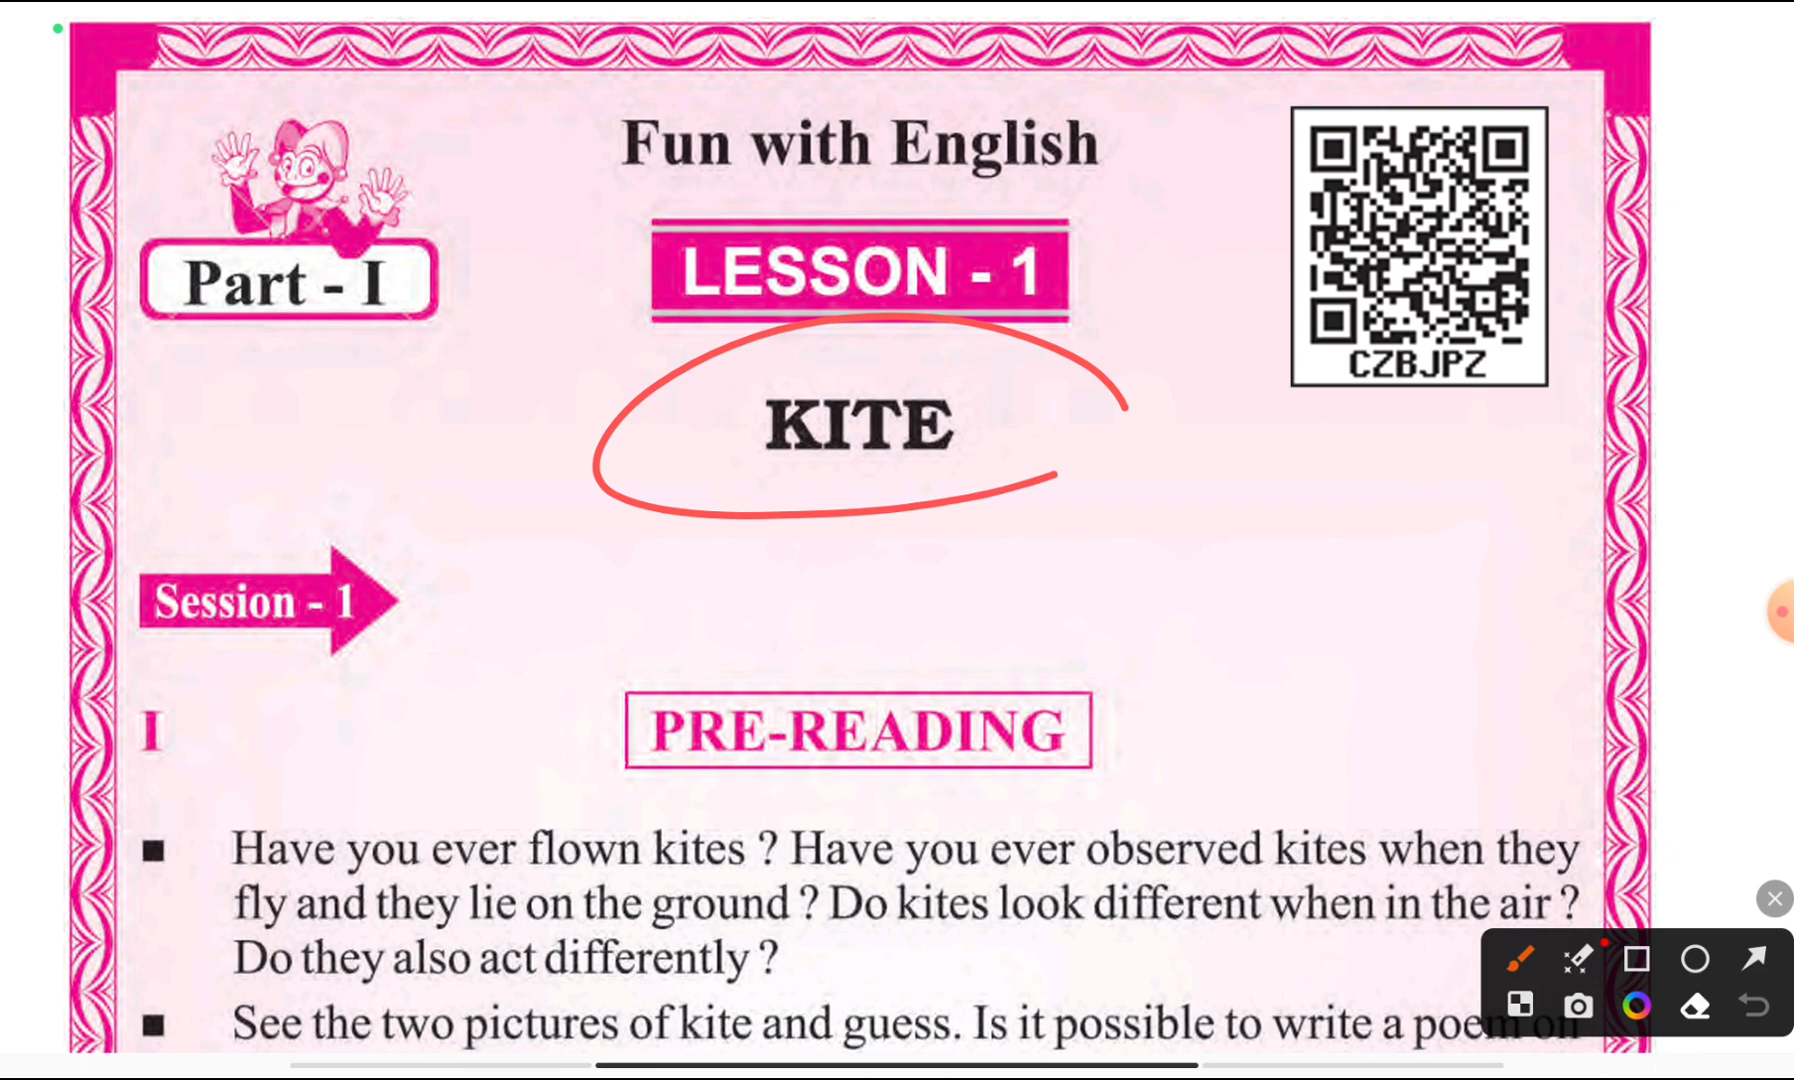 Fun with English
Part - I
LESSON - 1
CZBJPZ
KITE
Session - 1
I
PRE-READING
■ Have you ever flown kites ? Have you ever observed kites when they
fly and they lie on the ground ? Do kites look different when in the air ?
Do they also act differently ?
■ See the two pictures of kite and guess. Is it possible to write a poem on